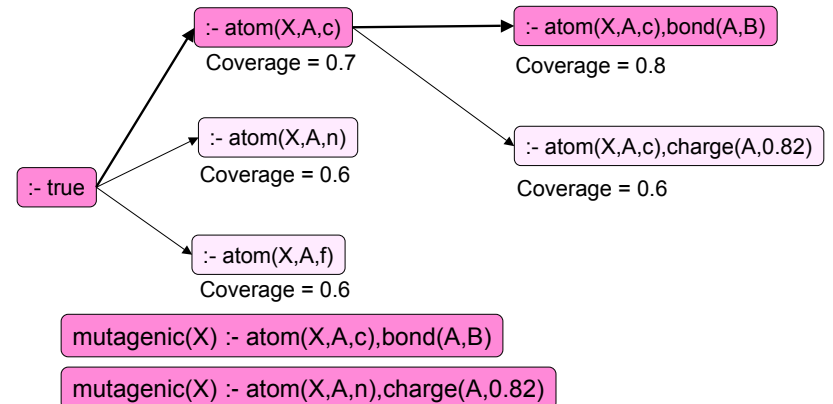 :- atom(X,A,c)
Coverage = 0.7
:- atom(X,A,c),bond(A,B)
Coverage = 0.8
:- atom(X,A,n)
Coverage = 0.6
:- atom(X,A,c),charge(A,0.82)
Coverage = 0.6
:- true
:- atom(X,A,f)
Coverage = 0.6
mutagenic(X) :- atom(X,A,c),bond(A,B)
mutagenic(X) :- atom(X,A,n),charge(A,0.82)